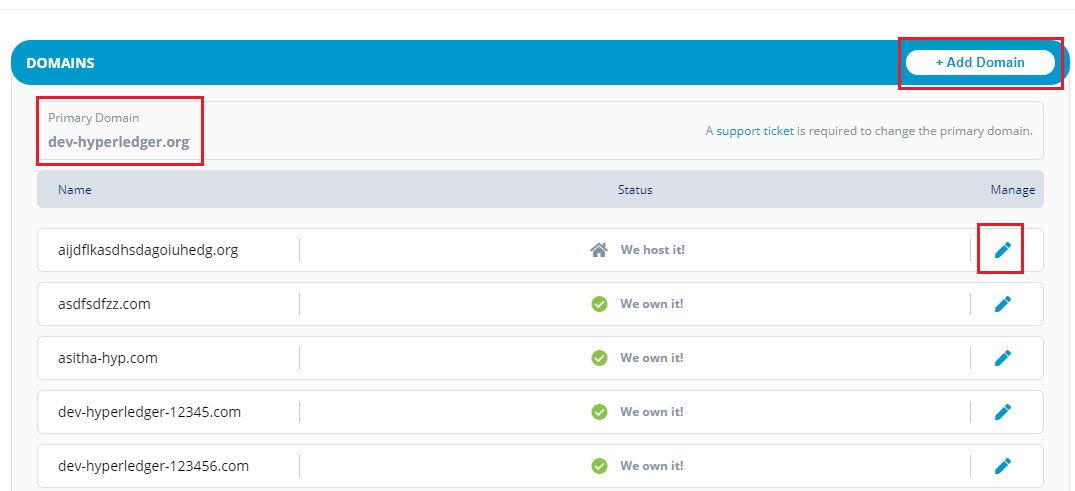 DOMAINS
+ Add Domain
Primary Domain
dev-hyperledger.org
A support ticket is required to change the primary domain.
Name Status Manage
aijdflkasdhsdagoiuhedg.org We host it!
asdfsdfzz.com We own it!
asitha-hyp.com We own it!
dev-hyperledger-12345.com We own it!
dev-hyperledger-123456.com We own it!